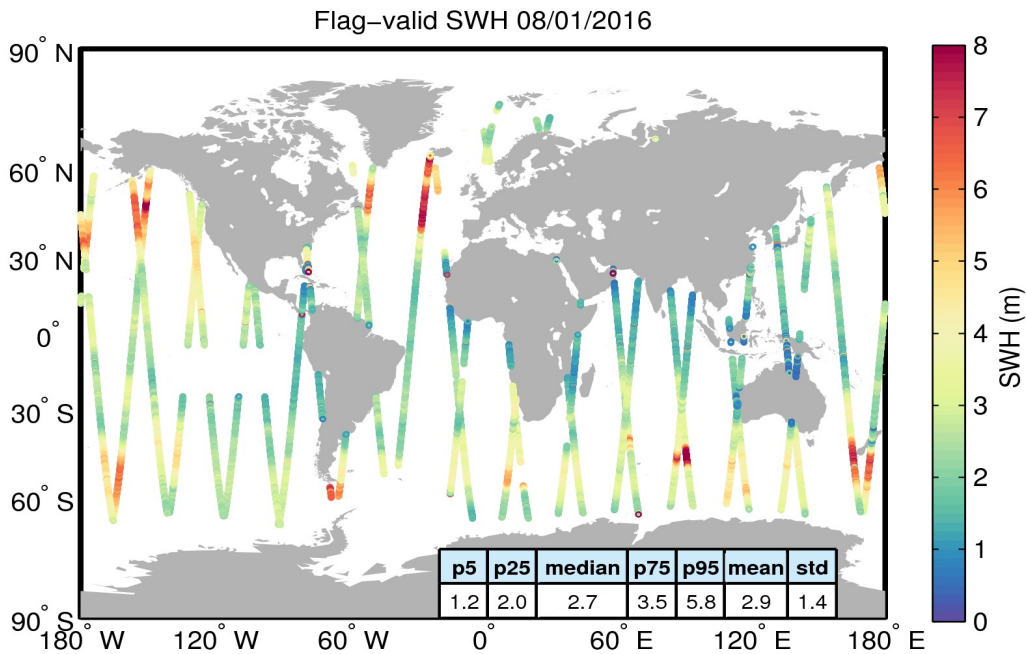 Flag−valid SWH 08/01/2016
90° N
60° N
30° N
0°
30° S
60° S
90° S
180° W
120° W
60° W
0°
60° E
120° E
180° E
8
7
6
5
4
3
2
1
0
SWH (m)
p5 p25 median p75 p95 mean std
1.2 2.0 2.7 3.5 5.8 2.9 1.4